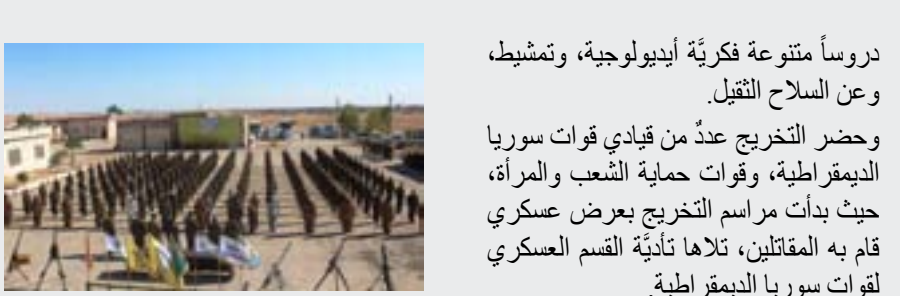 دروساً متنوعة فكريَّة أيديولوجية، وتمشيط،
وعن السلاح الثقيل.
وحضر التخريج عددٌ من قيادي قوات سوريا
الديمقراطية، وقوات حماية الشعب والمرأة،
حيث بدأت مراسم التخريج بعرض عسكري
قام به المقاتلين، تلاها تأديَّة القسم العسكري
لقوات سوريا الديمقراطية.